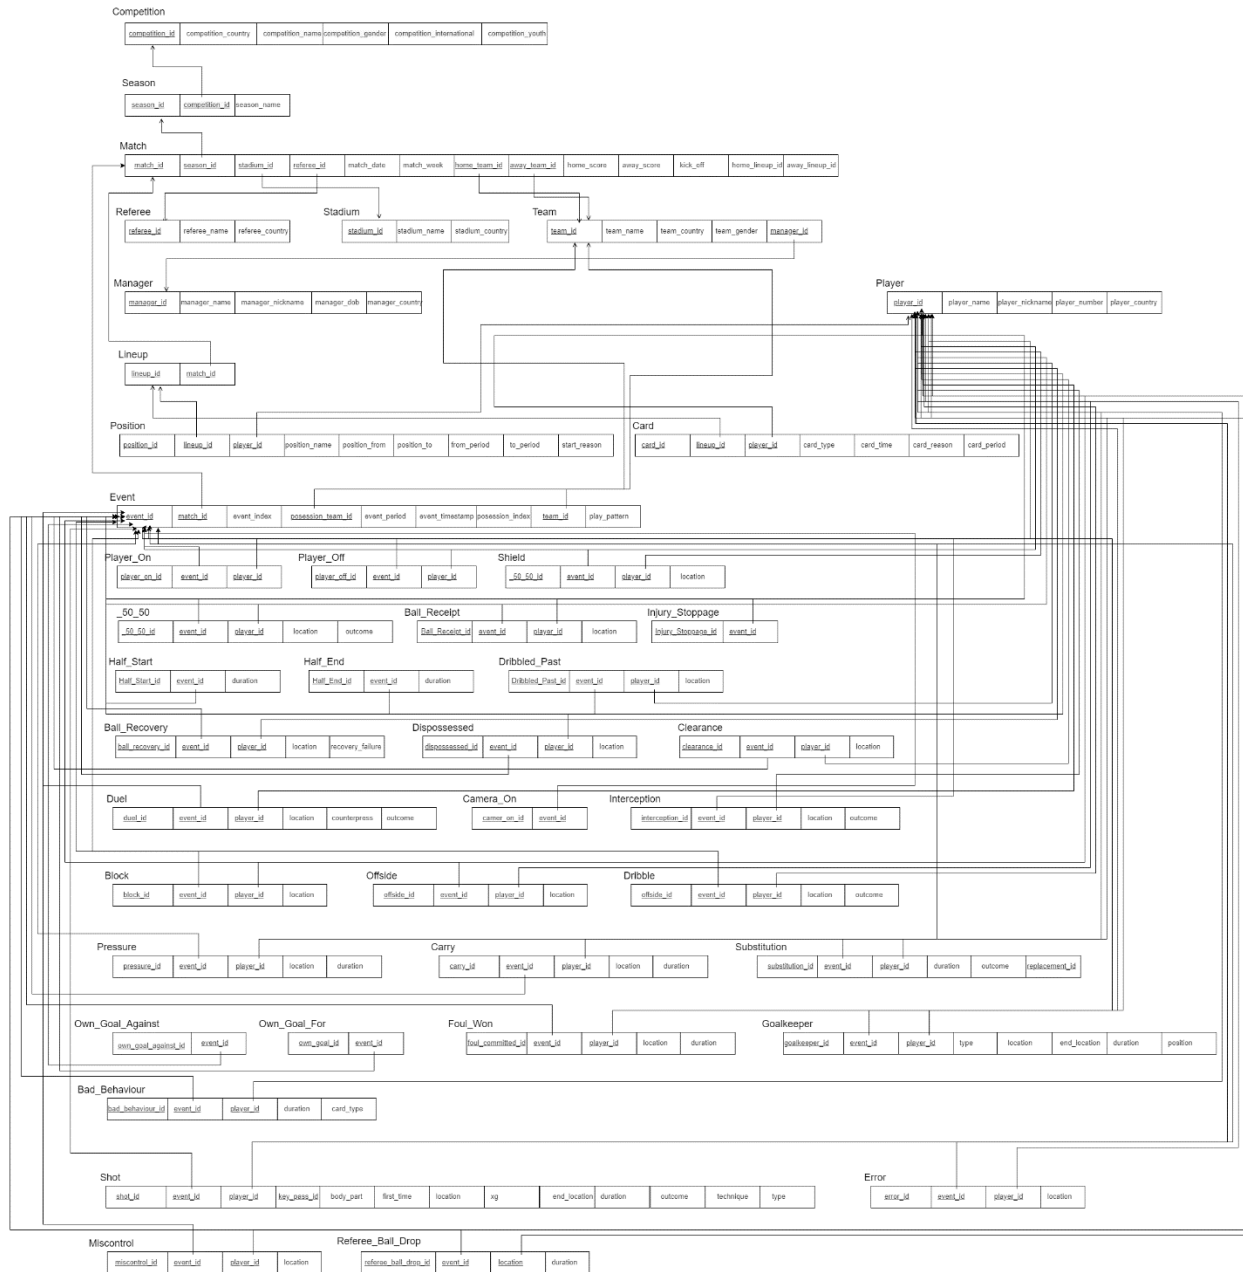 Competition
competition_id competition_country competition_name competition_gender competition_international competition_youth
Season
season_id competition_id season_name
Match
match_id season_id stadium_id referee_id match_date match_week home_team_id away_team_id home_score away_score kick_off home_lineup_id away_lineup_id
Referee Stadium Team
referee_id referee_name referee_country stadium_id stadium_name stadium_country team_id team_name team_country team_gender manager_id
Manager Player
manager_id manager_name manager_nickname manager_dob manager_country player_id player_name player_nickname player_number player_country
Lineup
lineup_id match_id
Position Card
position_id lineup_id player_id position_name position_from position_to from_period to_period start_reason card_id lineup_id player_id card_type card_time card_reason card_period
Event
event_id match_id event_index posession_team_id event_period event_timestamp posession_index team_id play_pattern
Player_On Player_Off Shield
player_on_id event_id player_id player_off_id event_id player_id _50_50_id event_id player_id location
_50_50 Ball_Receipt Injury_Stoppage
_50_50_id event_id player_id location outcome Ball_Receipt_id event_id player_id location Injury_Stoppage_id event_id
Half_Start Half_End Dribbled_Past
Half_Start_id event_id duration Half_End_id event_id duration Dribbled_Past_id event_id player_id location
Ball_Recovery Dispossessed Clearance
ball_recovery_id event_id player_id location recovery_failure dispossessed_id event_id player_id location clearance_id event_id player_id location
Duel Camera_On Interception
duel_id event_id player_id location counterpress outcome camer_on_id event_id interception_id event_id player_id location outcome
Block Offside Dribble
block_id event_id player_id location offside_id event_id player_id location offside_id event_id player_id location outcome
Pressure Carry Substitution
pressure_id event_id player_id location duration carry_id event_id player_id location duration substitution_id event_id player_id duration outcome replacement_id
Own_Goal_Against Own_Goal_For Foul_Won Goalkeeper
own_goal_against_id event_id own_goal_id event_id foul_committed_id event_id player_id location duration goalkeeper_id event_id player_id type location end_location duration position
Bad_Behaviour
bad_behaviour_id event_id player_id duration card_type
Shot Error
shot_id event_id player_id key_pass_id body_part first_time location xg end_location duration outcome technique type error_id event_id player_id location
Miscontrol Referee_Ball_Drop
miscontrol_id event_id player_id location referee_ball_drop_id event_id location duration